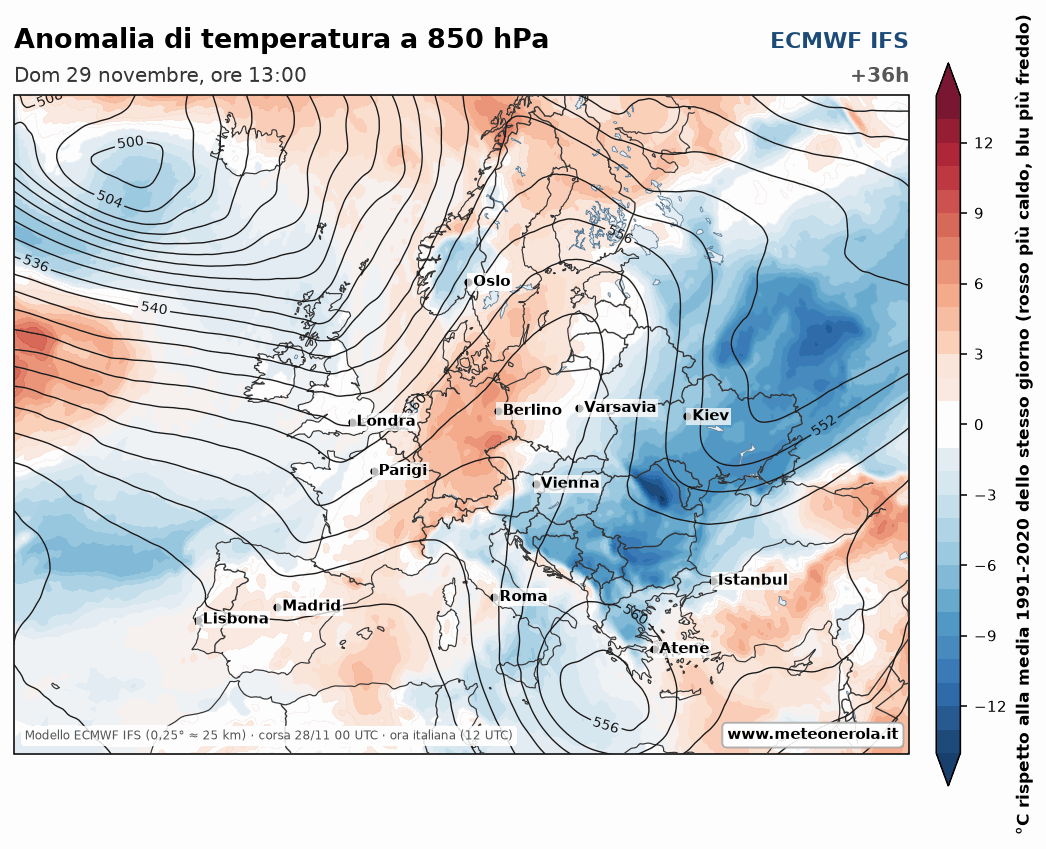 Anomalia di temperatura a 850 hPa
ECMWF IFS
Dom 29 novembre, ore 13:00
+36h
500
504
536
540
556
552
560
560
556
Oslo
Berlino
Varsavia
Kiev
Londra
Parigi
Vienna
Istanbul
Roma
Madrid
Lisbona
Atene
Modello ECMWF IFS (0,25° ≈ 25 km) · corsa 28/11 00 UTC · ora italiana (12 UTC)
www.meteonerola.it
12
9
6
3
0
−3
−6
−9
−12
°C rispetto alla media 1991-2020 dello stesso giorno (rosso più caldo, blu più freddo)